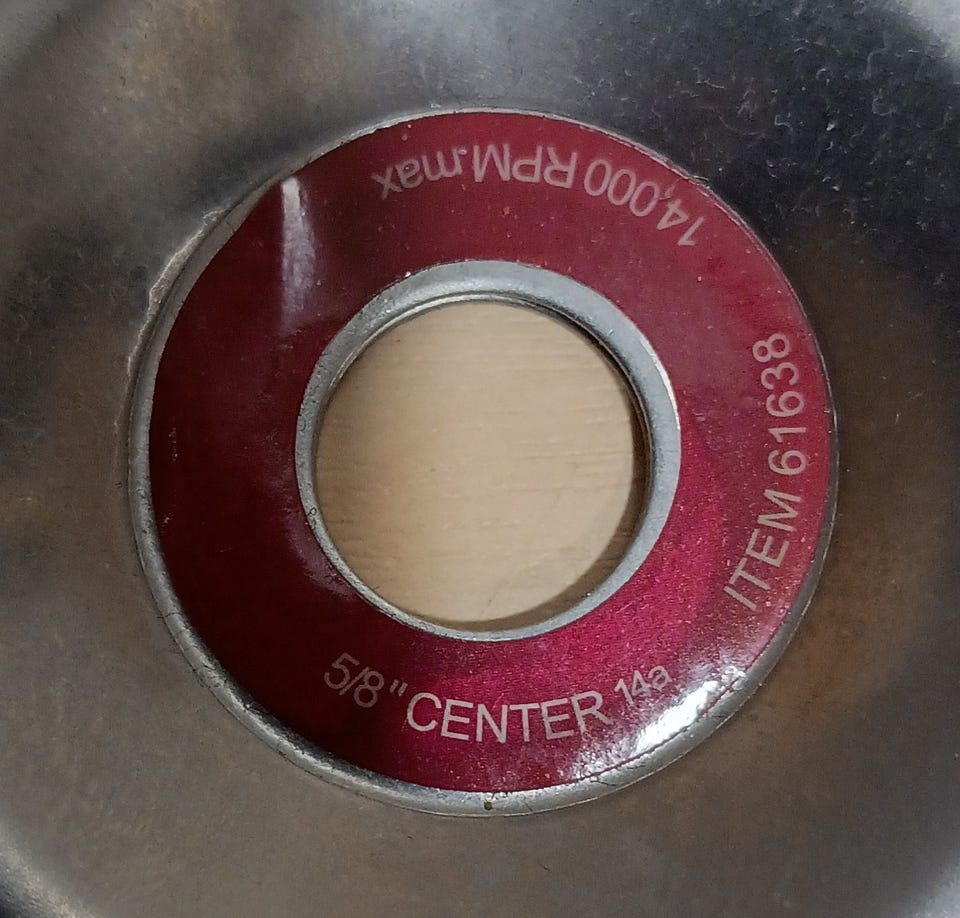 14,000 RPM.max
ITEM 61638
5/8" CENTER 14a